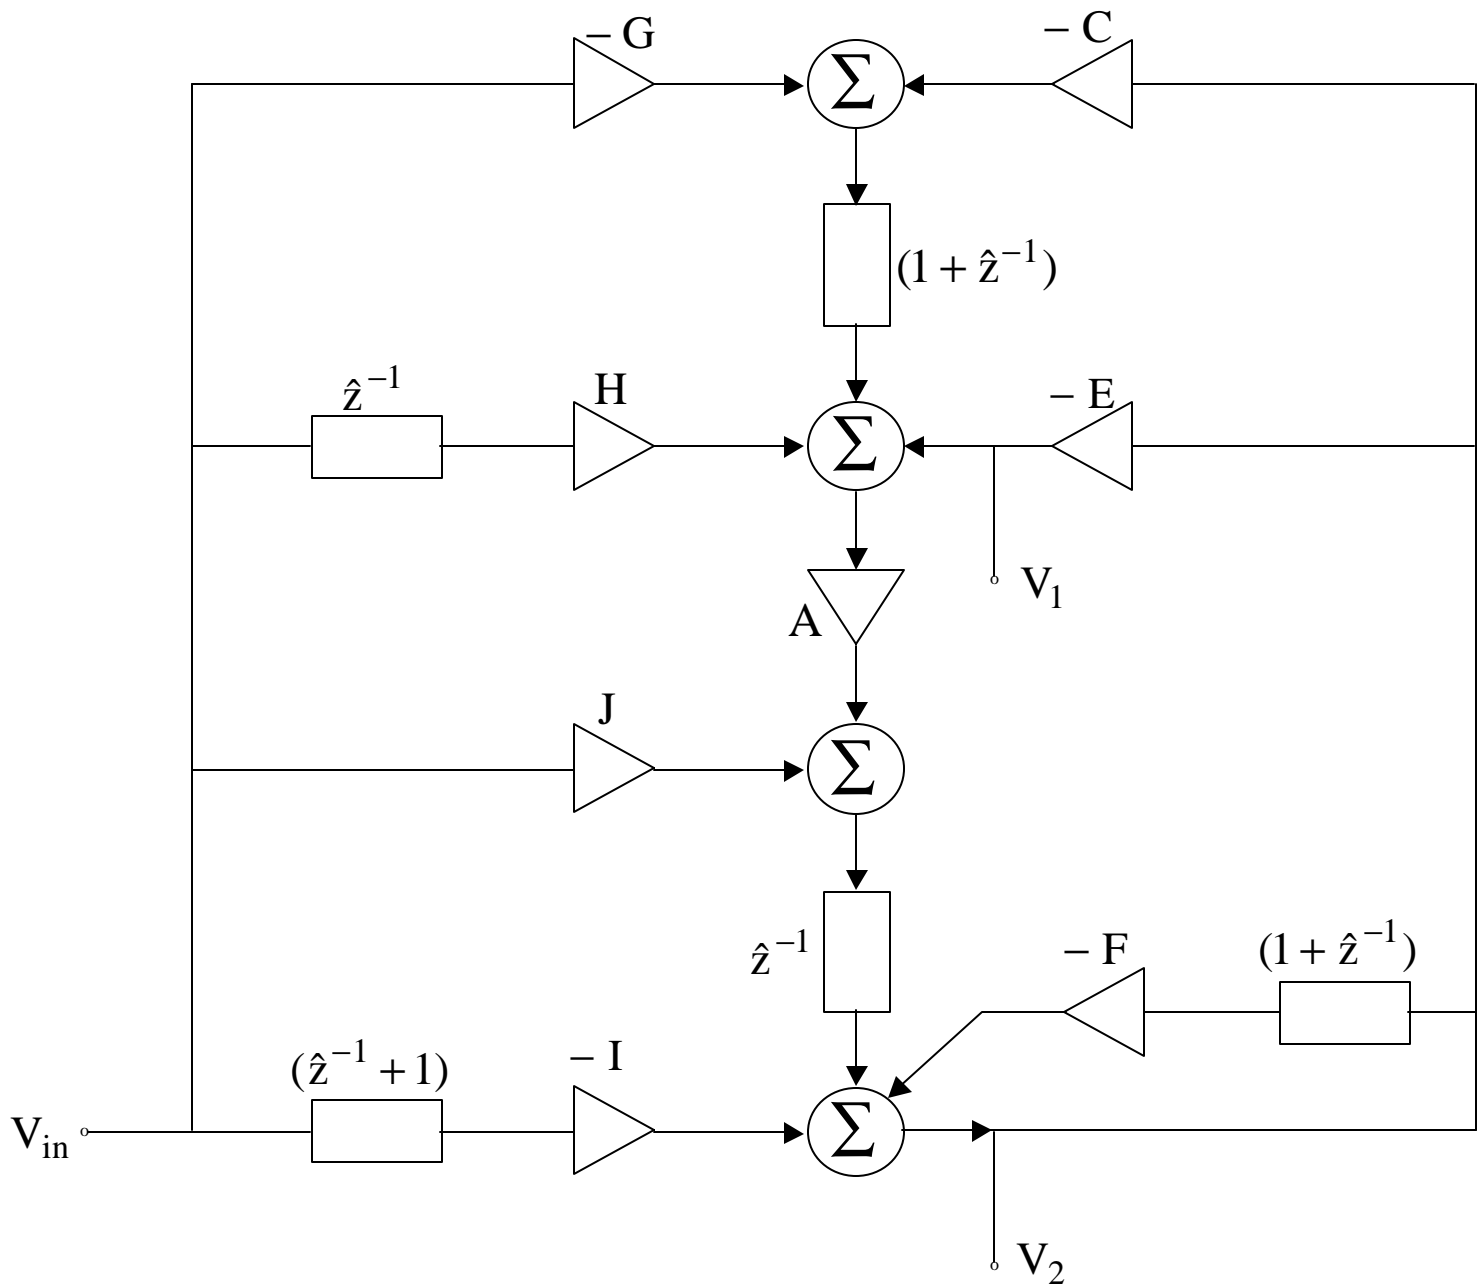 − G
− C
Σ
(1 + ẑ⁻¹)
ẑ⁻¹
H
− E
Σ
V₁
A
J
Σ
ẑ⁻¹
− F
(1 + ẑ⁻¹)
(ẑ⁻¹ + 1)
− I
V_in
Σ
V₂